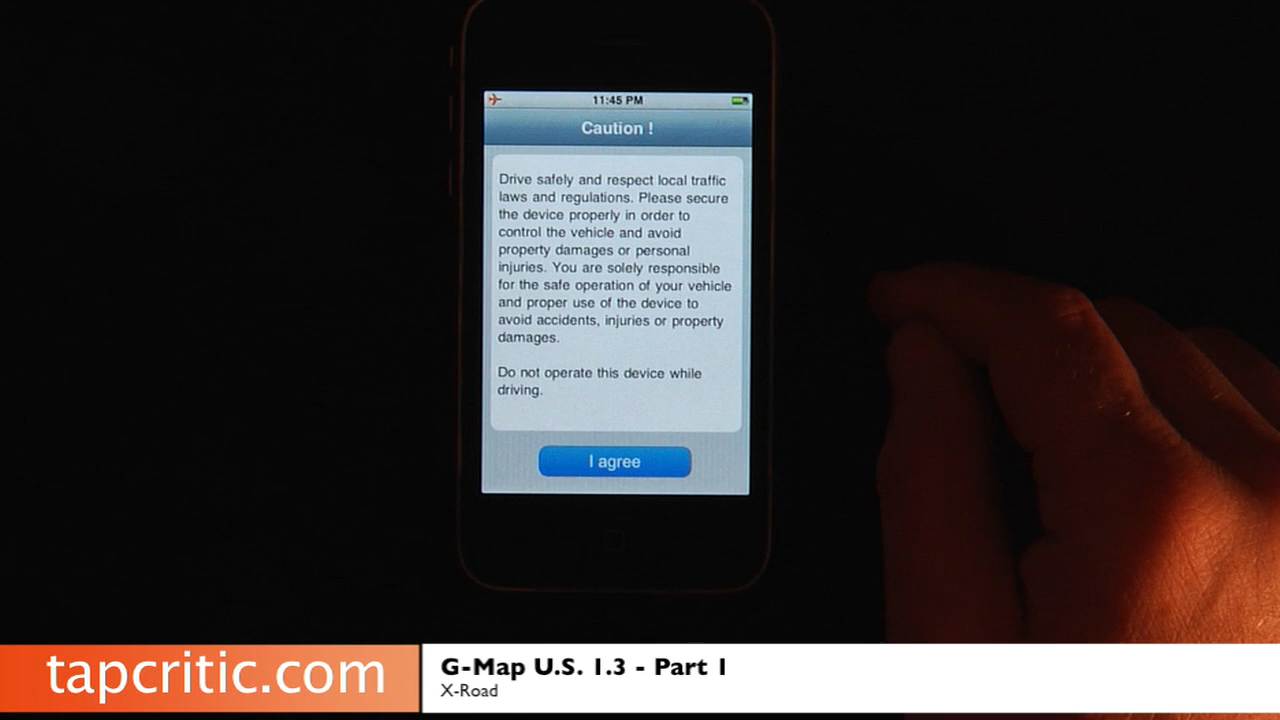 11:45 PM
Caution !
Drive safely and respect local traffic
laws and regulations. Please secure
the device properly in order to
control the vehicle and avoid
property damages or personal
injuries. You are solely responsible
for the safe operation of your vehicle
and proper use of the device to
avoid accidents, injuries or property
damages.
Do not operate this device while
driving.
I agree
tapcritic.com
G-Map U.S. 1.3 - Part 1
X-Road